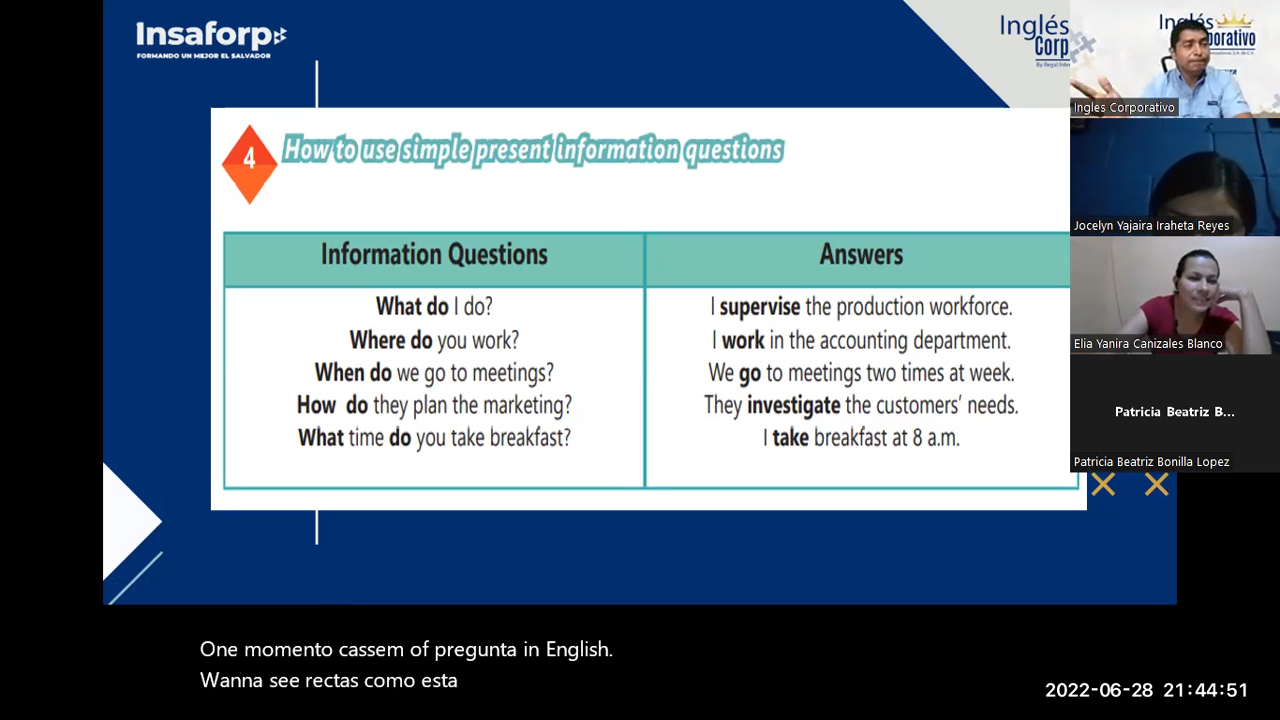 Insaforp
FORMANDO UN MEJOR EL SALVADOR
Inglés
Corp
Inglés
orporativo
Ingles Corporativo
4
How to use simple present information questions
Information Questions
Answers
What do I do?
I supervise the production workforce.
Where do you work?
I work in the accounting department.
When do we go to meetings?
We go to meetings two times at week.
How do they plan the marketing?
They investigate the customers' needs.
What time do you take breakfast?
I take breakfast at 8 a.m.
Jocelyn Yajaira Iraheta Reyes
Elia Yanira Canizales Blanco
Patricia Beatriz B...
Patricia Beatriz Bonilla Lopez
One momento cassem of pregunta in English.
Wanna see rectas como esta
2022-06-28 21:44:51